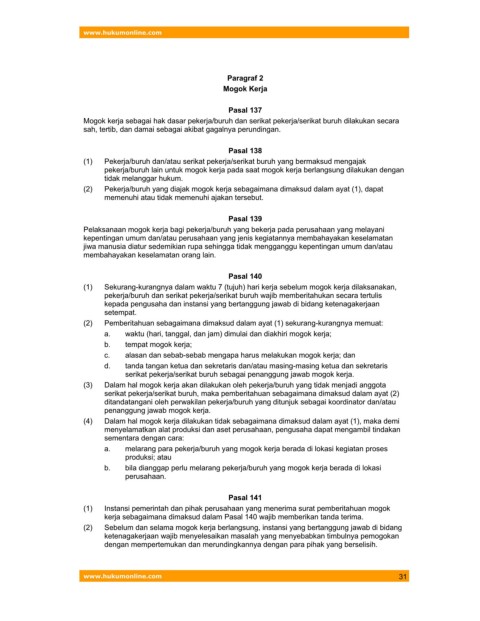 www.hukumonline.com
Paragraf 2
Mogok Kerja
Pasal 137
Mogok kerja sebagai hak dasar pekerja/buruh dan serikat pekerja/serikat buruh dilakukan secara
sah, tertib, dan damai sebagai akibat gagalnya perundingan.
Pasal 138
(1) Pekerja/buruh dan/atau serikat pekerja/serikat buruh yang bermaksud mengajak
pekerja/buruh lain untuk mogok kerja pada saat mogok kerja berlangsung dilakukan dengan
tidak melanggar hukum.
(2) Pekerja/buruh yang diajak mogok kerja sebagaimana dimaksud dalam ayat (1), dapat
memenuhi atau tidak memenuhi ajakan tersebut.
Pasal 139
Pelaksanaan mogok kerja bagi pekerja/buruh yang bekerja pada perusahaan yang melayani
kepentingan umum dan/atau perusahaan yang jenis kegiatannya membahayakan keselamatan
jiwa manusia diatur sedemikian rupa sehingga tidak mengganggu kepentingan umum dan/atau
membahayakan keselamatan orang lain.
Pasal 140
(1) Sekurang-kurangnya dalam waktu 7 (tujuh) hari kerja sebelum mogok kerja dilaksanakan,
pekerja/buruh dan serikat pekerja/serikat buruh wajib memberitahukan secara tertulis
kepada pengusaha dan instansi yang bertanggung jawab di bidang ketenagakerjaan
setempat.
(2) Pemberitahuan sebagaimana dimaksud dalam ayat (1) sekurang-kurangnya memuat:
a. waktu (hari, tanggal, dan jam) dimulai dan diakhiri mogok kerja;
b. tempat mogok kerja;
c. alasan dan sebab-sebab mengapa harus melakukan mogok kerja; dan
d. tanda tangan ketua dan sekretaris dan/atau masing-masing ketua dan sekretaris
serikat pekerja/serikat buruh sebagai penanggung jawab mogok kerja.
(3) Dalam hal mogok kerja akan dilakukan oleh pekerja/buruh yang tidak menjadi anggota
serikat pekerja/serikat buruh, maka pemberitahuan sebagaimana dimaksud dalam ayat (2)
ditandatangani oleh perwakilan pekerja/buruh yang ditunjuk sebagai koordinator dan/atau
penanggung jawab mogok kerja.
(4) Dalam hal mogok kerja dilakukan tidak sebagaimana dimaksud dalam ayat (1), maka demi
menyelamatkan alat produksi dan aset perusahaan, pengusaha dapat mengambil tindakan
sementara dengan cara:
a. melarang para pekerja/buruh yang mogok kerja berada di lokasi kegiatan proses
produksi; atau
b. bila dianggap perlu melarang pekerja/buruh yang mogok kerja berada di lokasi
perusahaan.
Pasal 141
(1) Instansi pemerintah dan pihak perusahaan yang menerima surat pemberitahuan mogok
kerja sebagaimana dimaksud dalam Pasal 140 wajib memberikan tanda terima.
(2) Sebelum dan selama mogok kerja berlangsung, instansi yang bertanggung jawab di bidang
ketenagakerjaan wajib menyelesaikan masalah yang menyebabkan timbulnya pemogokan
dengan mempertemukan dan merundingkannya dengan para pihak yang berselisih.
www.hukumonline.com
31